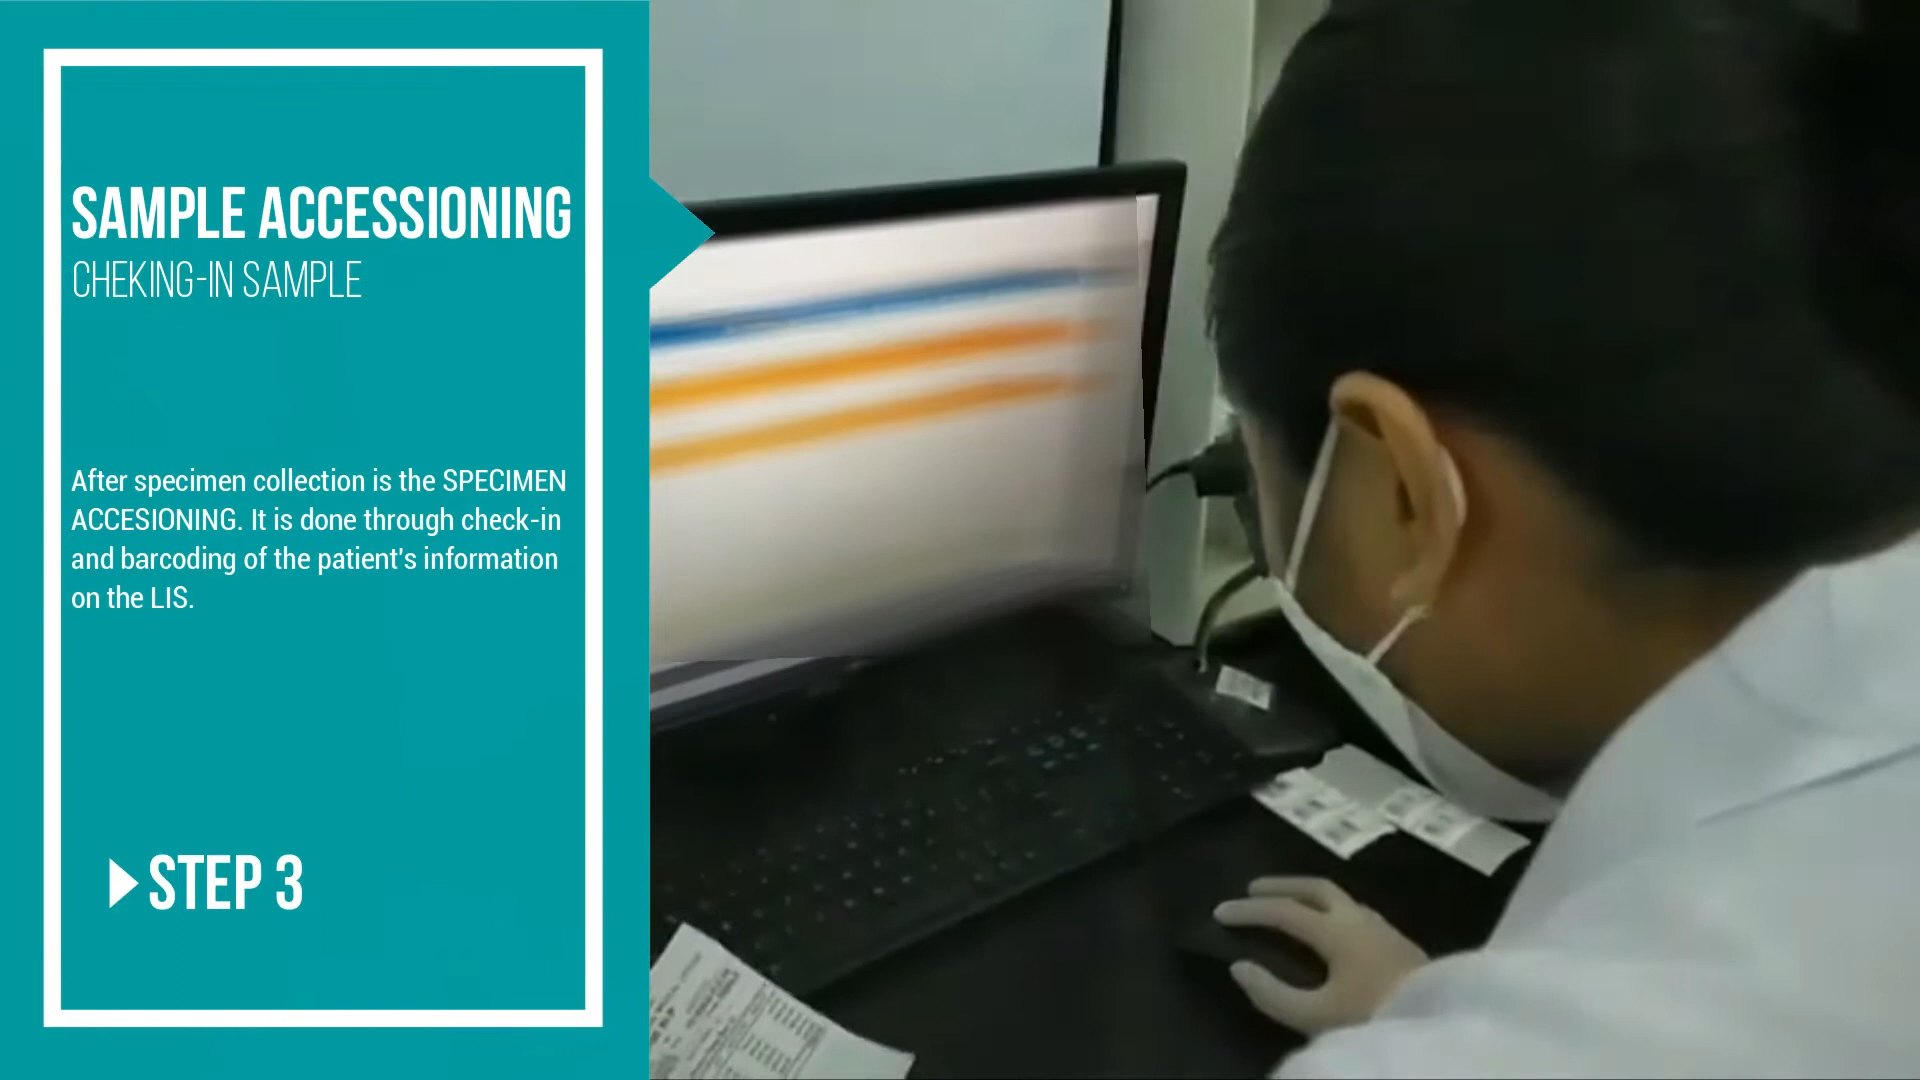 SAMPLE ACCESSIONING
CHEKING-IN SAMPLE
After specimen collection is the SPECIMEN
ACCESIONING. It is done through check-in
and barcoding of the patient's information
on the LIS.
STEP 3